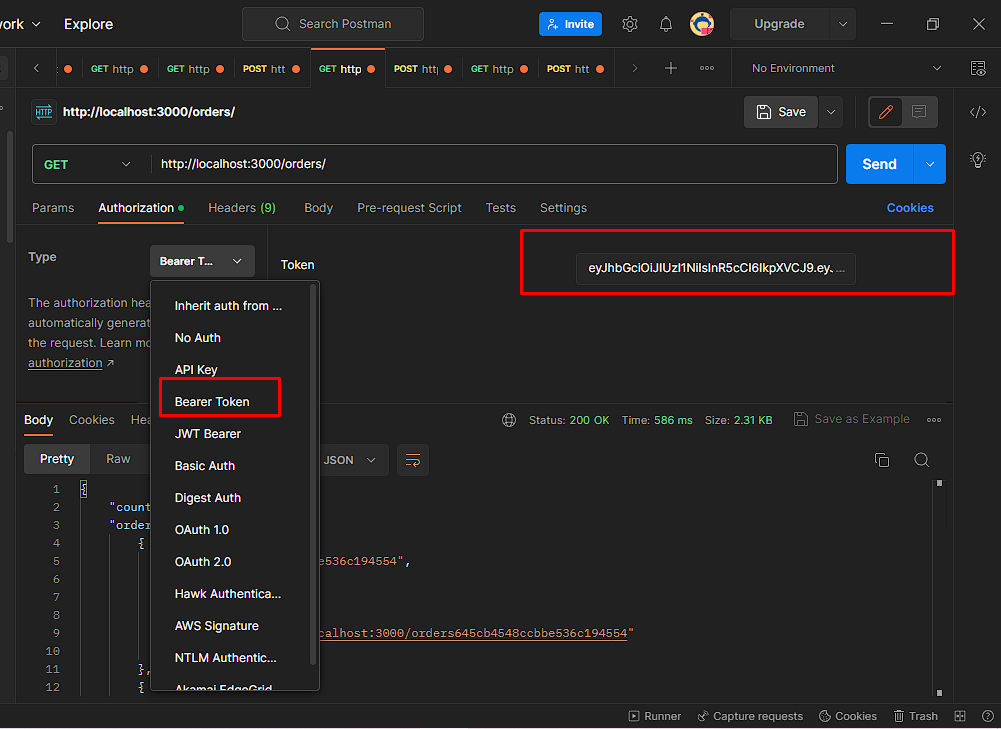 ork Explore Search Postman Invite Upgrade
GET http GET http POST htt GET http POST htt GET http POST htt No Environment
HTTP http://localhost:3000/orders/ Save
GET http://localhost:3000/orders/ Send
Params Authorization Headers (9) Body Pre-request Script Tests Settings Cookies
Type Bearer T... Token eyJhbGciOiJIUzI1NiIsInR5cCI6IkpXVCJ9.eyJ...
The authorization hea
automatically generat
the request. Learn mo
authorization ↗
Inherit auth from ...
No Auth
API Key
Bearer Token
JWT Bearer
Basic Auth
Digest Auth
OAuth 1.0
OAuth 2.0
Hawk Authentica...
AWS Signature
NTLM Authentic...
Akamai EdgeGrid
Body Cookies Hea Status: 200 OK Time: 586 ms Size: 2.31 KB Save as Example
Pretty Raw JSON
1 {
2 "count
3 "order
4 {
5 e536c194554",
6
7
8
9 calhost:3000/orders645cb4548ccbbe536c194554"
10
11 },
12 {
Runner Capture requests Cookies Trash